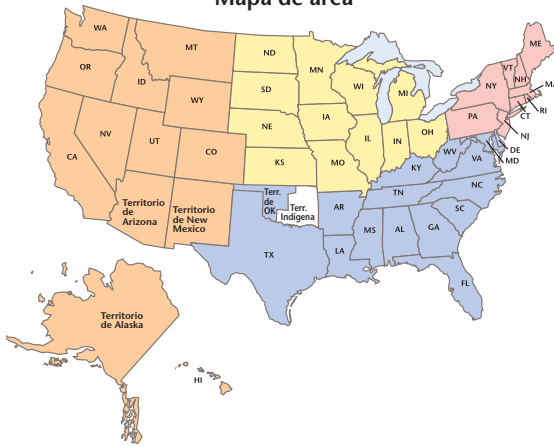 Mapa de área
WA
OR
ID
MT
WY
CA
NV
UT
CO
Territorio
de
Arizona
Territorio
de New
Mexico
ND
SD
NE
KS
MN
IA
MO
WI
IL
MI
IN
OH
Terr.
de
OK
Terr.
Indígena
TX
AR
LA
MS
AL
GA
FL
SC
NC
TN
KY
WV
VA
ME
VT
NH
NY
MA
RI
CT
PA
NJ
DE
MD
Territorio
de Alaska
HI